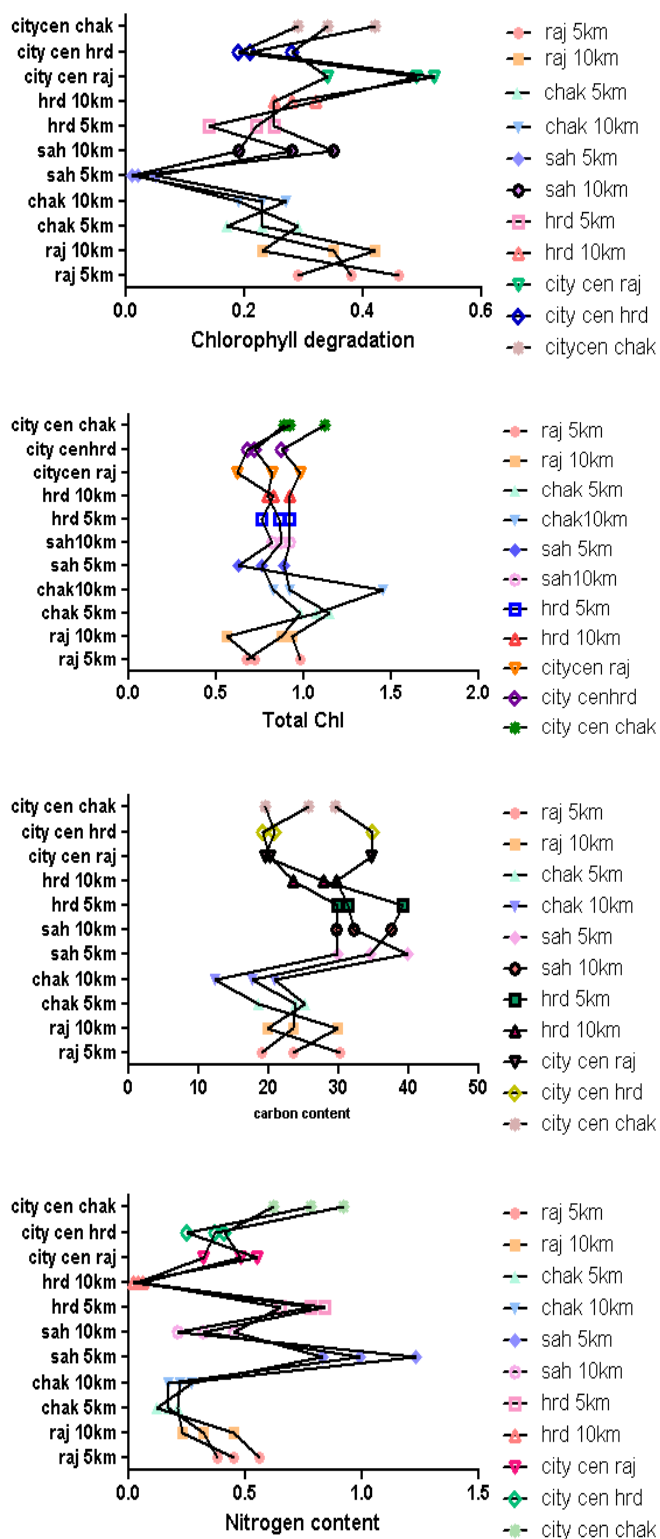 citycen chak
city cen hrd
city cen raj
hrd 10km
hrd 5km
sah 10km
sah 5km
chak 10km
chak 5km
raj 10km
raj 5km
0.0 0.2 0.4 0.6
Chlorophyll degradation
raj 5km
raj 10km
chak 5km
chak 10km
sah 5km
sah 10km
hrd 5km
hrd 10km
city cen raj
city cen hrd
citycen chak
city cen chak
city cenhrd
citycen raj
hrd 10km
hrd 5km
sah10km
sah 5km
chak10km
chak 5km
raj 10km
raj 5km
0.0 0.5 1.0 1.5 2.0
Total Chl
raj 5km
raj 10km
chak 5km
chak10km
sah 5km
sah10km
hrd 5km
hrd 10km
citycen raj
city cenhrd
city cen chak
city cen chak
city cen hrd
city cen raj
hrd 10km
hrd 5km
sah 10km
sah 5km
chak 10km
chak 5km
raj 10km
raj 5km
0 10 20 30 40 50
carbon content
raj 5km
raj 10km
chak 5km
chak 10km
sah 5km
sah 10km
hrd 5km
hrd 10km
city cen raj
city cen hrd
city cen chak
city cen chak
city cen hrd
city cen raj
hrd 10km
hrd 5km
sah 10km
sah 5km
chak 10km
chak 5km
raj 10km
raj 5km
0.0 0.5 1.0 1.5
Nitrogen content
raj 5km
raj 10km
chak 5km
chak 10km
sah 5km
sah 10km
hrd 5km
hrd 10km
city cen raj
city cen hrd
city cen chak